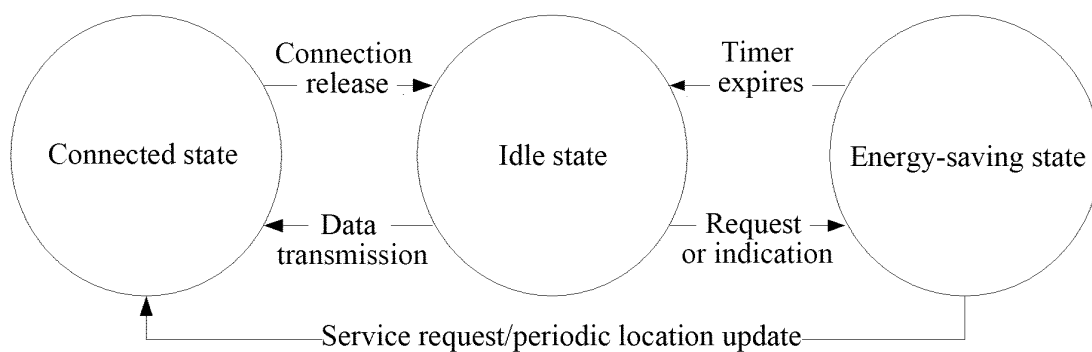 Connection
release
Timer
expires
Connected state
Idle state
Energy-saving state
Data
transmission
Request
or indication
Service request/periodic location update